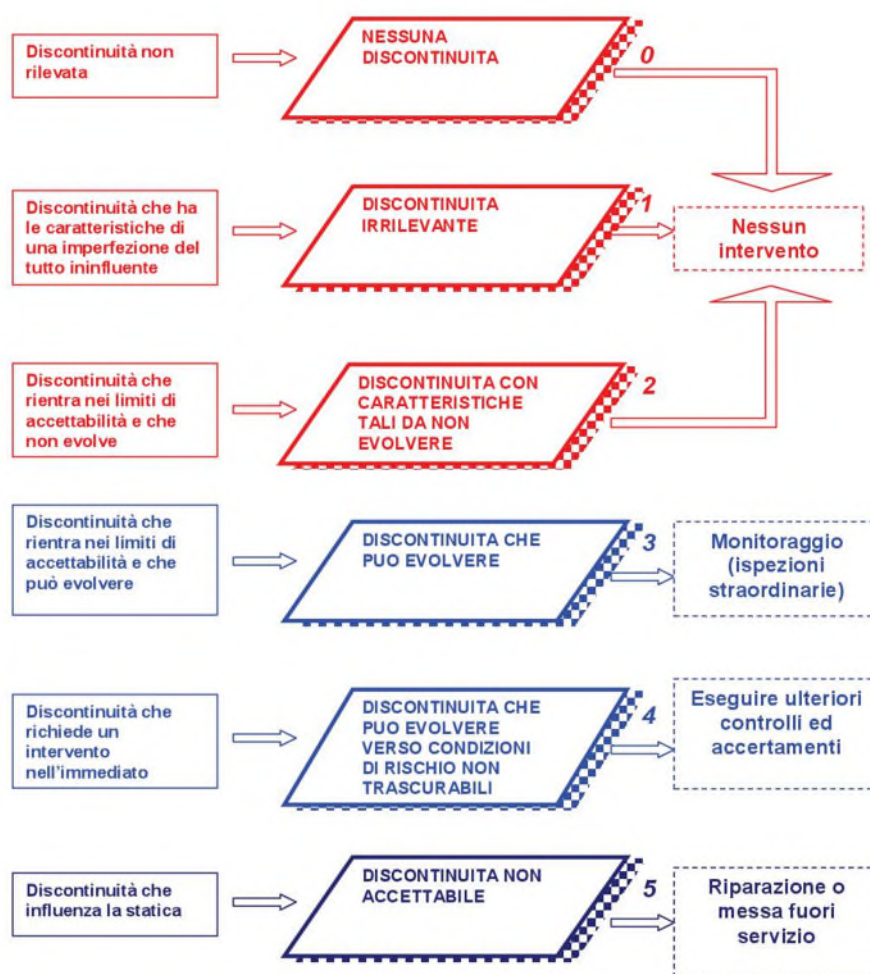 Discontinuità non
rilevata
NESSUNA
DISCONTINUITA
0
Discontinuità che ha
le caratteristiche di
una imperfezione del
tutto ininfluente
DISCONTINUITA
IRRILEVANTE
1
Nessun
intervento
Discontinuità che
rientra nei limiti di
accettabilità e che
non evolve
DISCONTINUITA CON
CARATTERISTICHE
TALI DA NON
EVOLVERE
2
Discontinuità che
rientra nei limiti di
accettabilità e che
può evolvere
DISCONTINUITA CHE
PUO EVOLVERE
3
Monitoraggio
(ispezioni
straordinarie)
Discontinuità che
richiede un
intervento
nell'immediato
DISCONTINUITA CHE
PUO EVOLVERE
VERSO CONDIZIONI
DI RISCHIO NON
TRASCURABILI
4
Eseguire ulteriori
controlli ed
accertamenti
Discontinuità che
influenza la statica
DISCONTINUITA NON
ACCETTABILE
5
Riparazione o
messa fuori
servizio